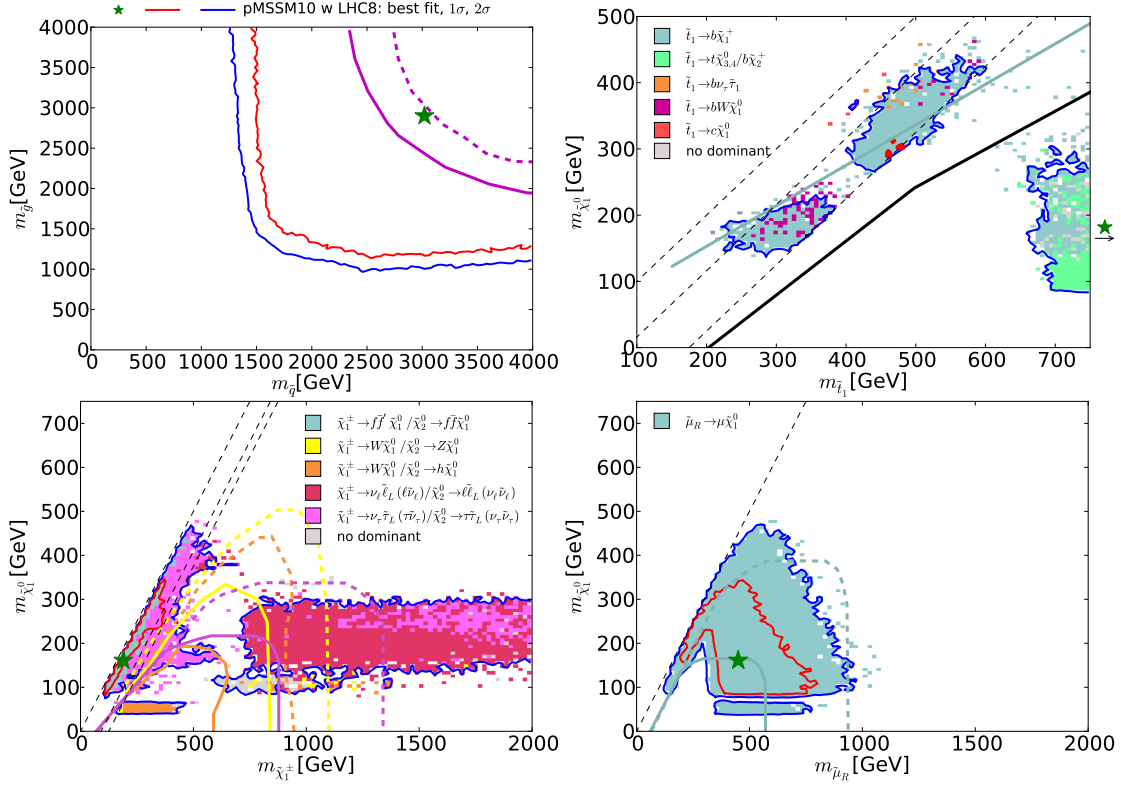 pMSSM10 w LHC8: best fit, 1σ, 2σ
4000
3500
3000
2500
2000
1500
1000
500
0
m_g̃[GeV]
0 500 1000 1500 2000 2500 3000 3500 4000
m_q̃[GeV]
500
400
300
200
100
0
m_χ̃₁⁰[GeV]
t̃₁→bχ̃₁⁺
t̃₁→tχ̃⁰₃,₄/bχ̃₂⁺
t̃₁→bν_τ τ̃₁
t̃₁→bWχ̃₁⁰
t̃₁→cχ̃₁⁰
no dominant
100 200 300 400 500 600 700
m_t̃₁[GeV]
700
600
500
400
300
200
100
0
m_χ̃₁⁰[GeV]
χ̃₁±→ff̄′χ̃₁⁰/χ̃₂⁰→ff̄χ̃₁⁰
χ̃₁±→Wχ̃₁⁰/χ̃₂⁰→Zχ̃₁⁰
χ̃₁±→Wχ̃₁⁰/χ̃₂⁰→hχ̃₁⁰
χ̃₁±→ν_ℓ ℓ̃_L(ℓν̃_ℓ)/χ̃₂⁰→ℓℓ̃_L(ν_ℓν̃_ℓ)
χ̃₁±→ν_τ τ̃_L(τν̃_τ)/χ̃₂⁰→ττ̃_L(ν_τν̃_τ)
no dominant
0 500 1000 1500 2000
m_χ̃₁±[GeV]
700
600
500
400
300
200
100
0
m_χ̃₁⁰[GeV]
μ̃_R→μχ̃₁⁰
0 500 1000 1500 2000
m_μ̃_R[GeV]